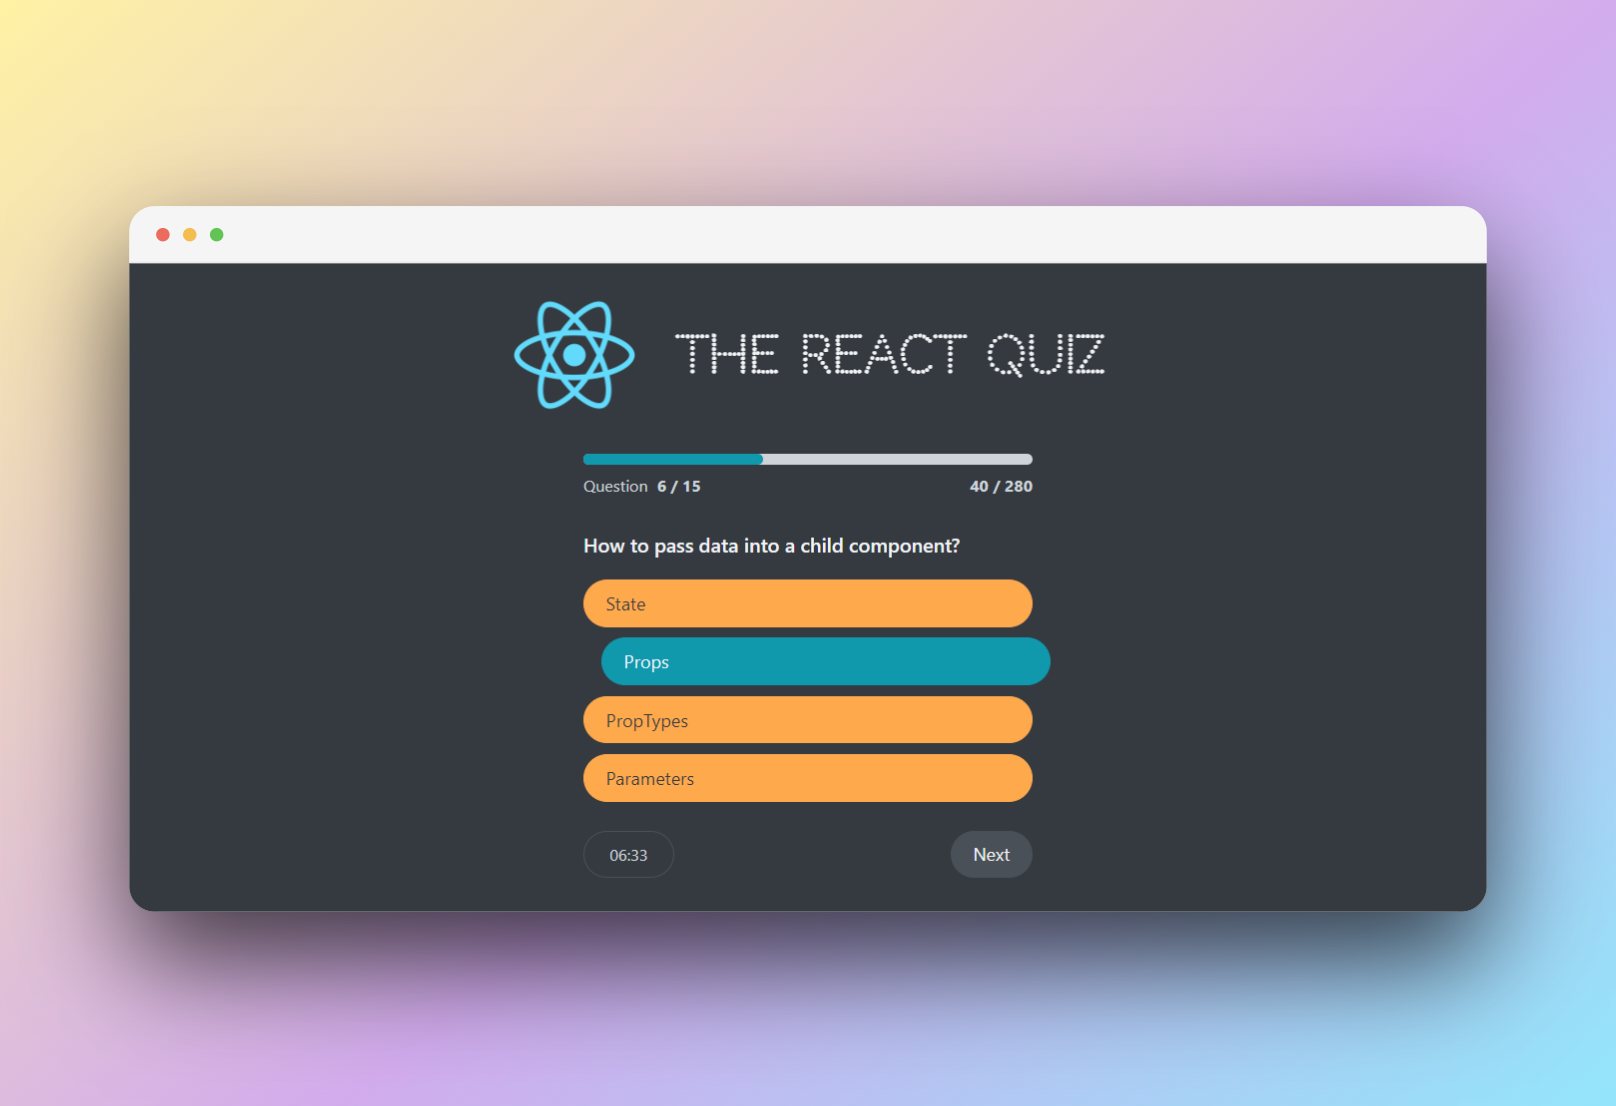 THE REACT QUIZ
Question 6 / 15
40 / 280
How to pass data into a child component?
State
Props
PropTypes
Parameters
06:33
Next